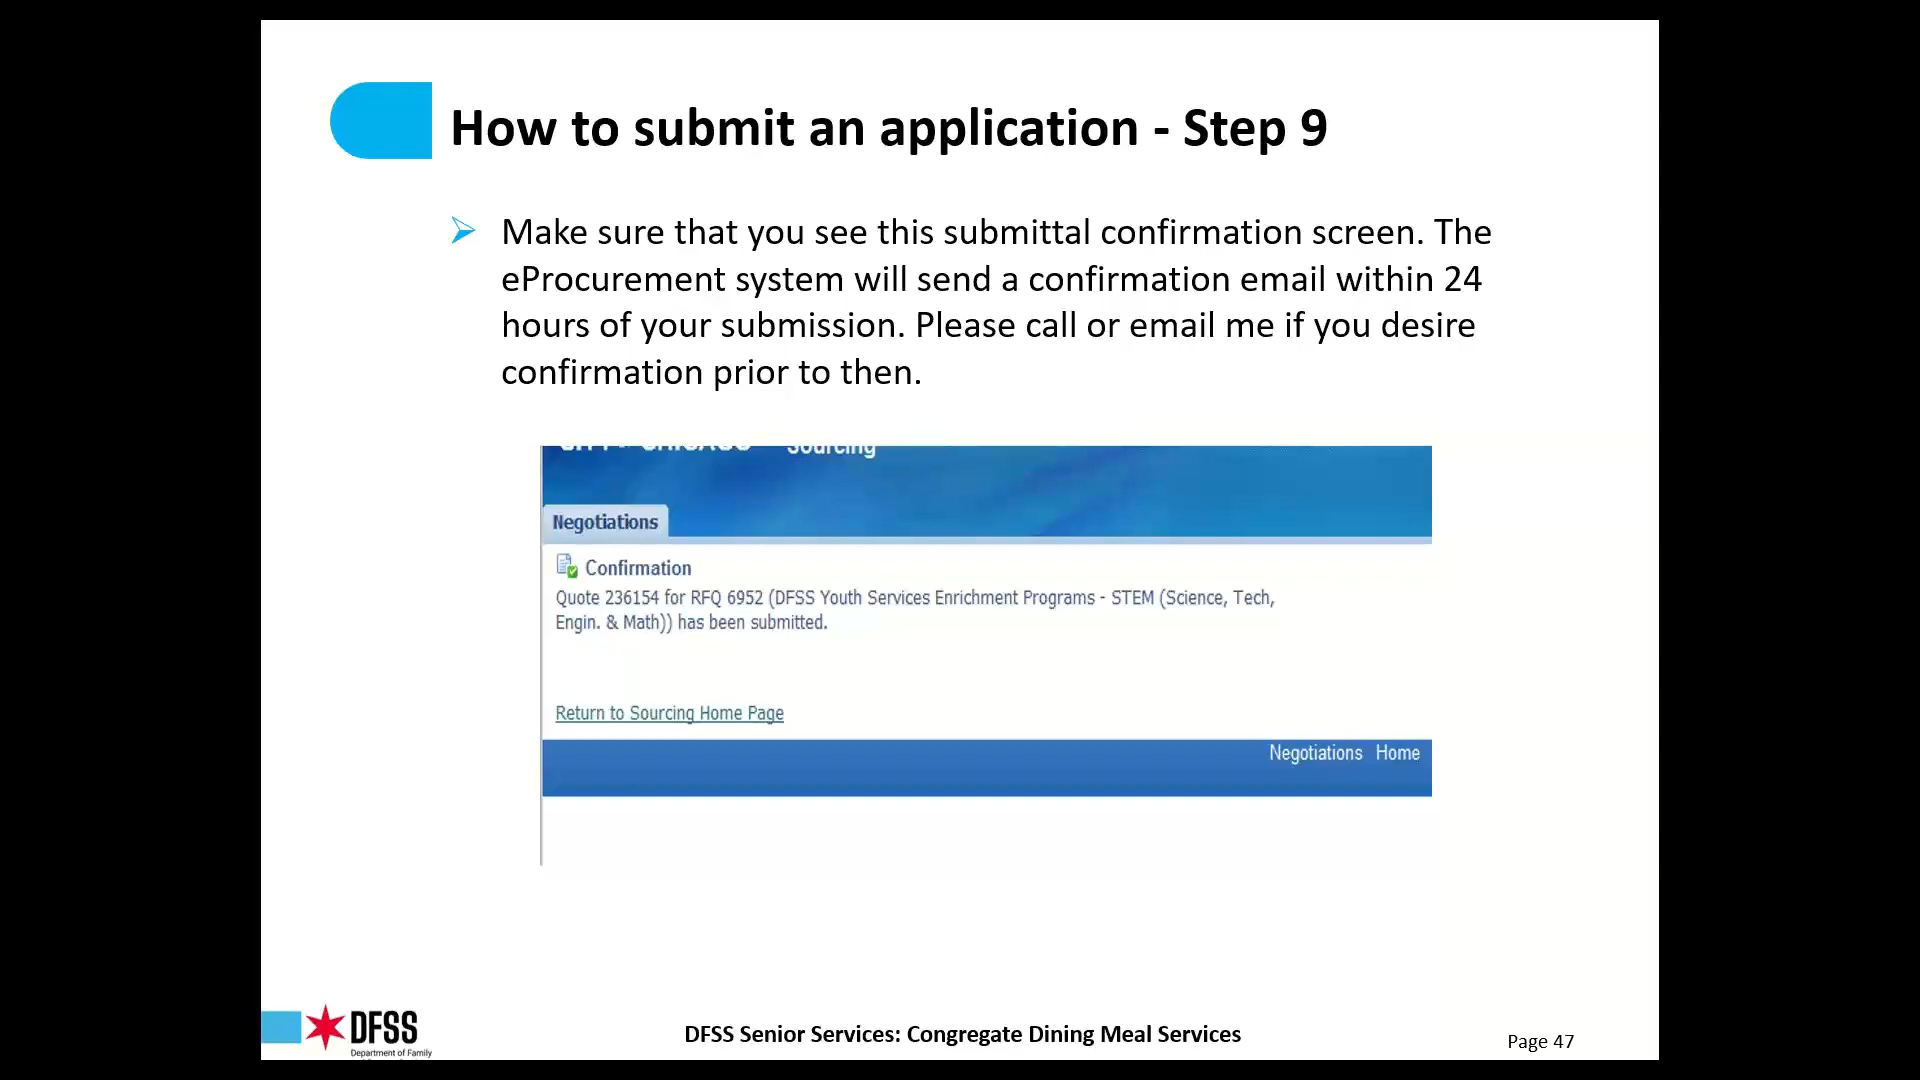 How to submit an application - Step 9
Make sure that you see this submittal confirmation screen. The
eProcurement system will send a confirmation email within 24
hours of your submission. Please call or email me if you desire
confirmation prior to then.
Sourcing
Negotiations
Confirmation
Quote 236154 for RFQ 6952 (DFSS Youth Services Enrichment Programs - STEM (Science, Tech,
Engin. & Math)) has been submitted.
Return to Sourcing Home Page
Negotiations Home
DFSS
Department of Family
DFSS Senior Services: Congregate Dining Meal Services
Page 47